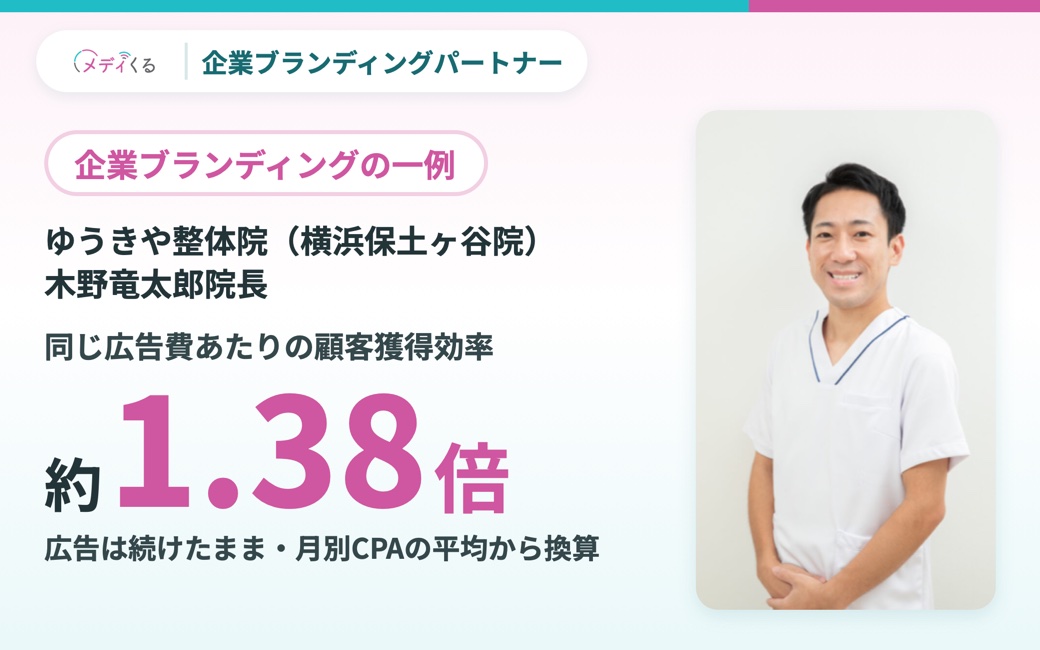 メディくる
企業ブランディングパートナー
企業ブランディングの一例
ゆうきや整体院（横浜保土ヶ谷院）
木野竜太郎院長
同じ広告費あたりの顧客獲得効率
約1.38倍
広告は続けたまま・月別CPAの平均から換算